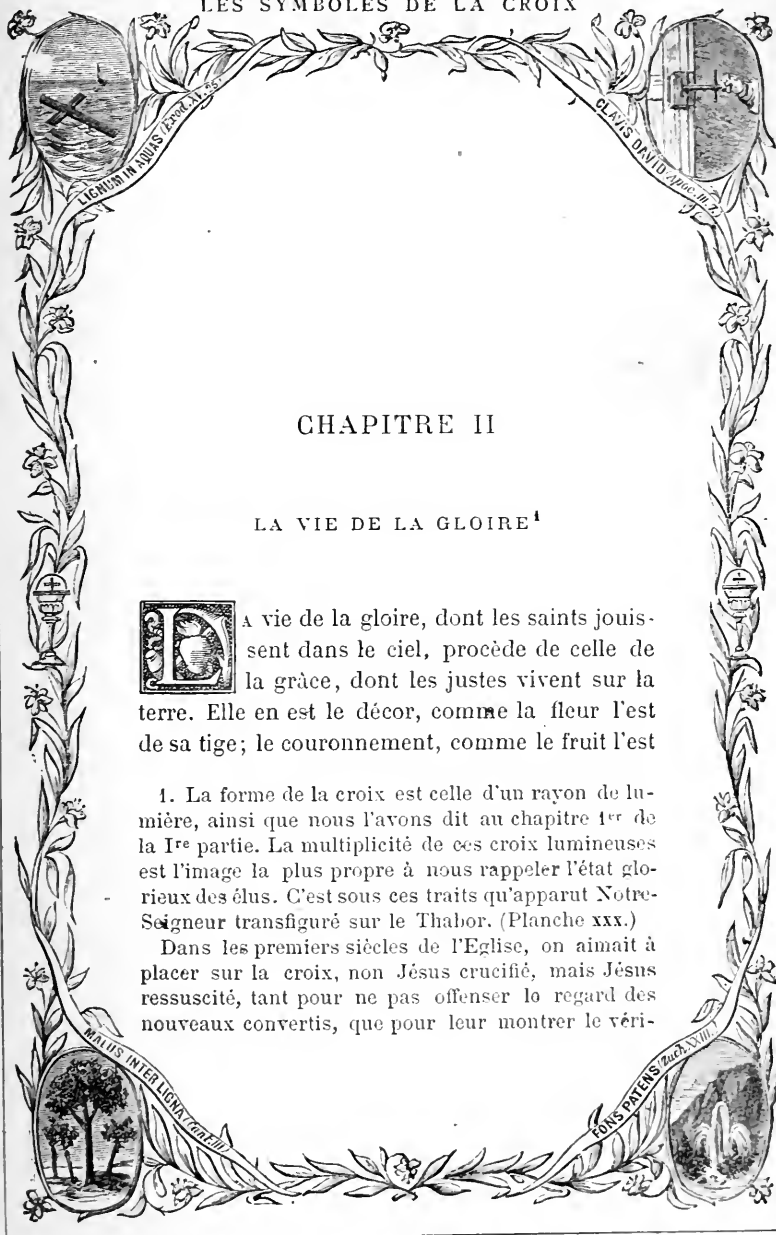 LES SYMBOLES DE LA CROIX
LIGNUM IN AQUAS (Exod. XV. 25.
CLAVIS DAVID (Apoc. III. 7.)
CHAPITRE II
LA VIE DE LA GLOIRE¹
LA vie de la gloire, dont les saints jouis-
sent dans le ciel, procède de celle de
la grâce, dont les justes vivent sur la
terre. Elle en est le décor, comme la fleur l'est
de sa tige; le couronnement, comme le fruit l'est
1. La forme de la croix est celle d'un rayon de lu-
mière, ainsi que nous l'avons dit au chapitre 1er de
la Ire partie. La multiplicité de ces croix lumineuses
est l'image la plus propre à nous rappeler l'état glo-
rieux des élus. C'est sous ces traits qu'apparut Notre-
Seigneur transfiguré sur le Thabor. (Planche XXX.)
Dans les premiers siècles de l'Eglise, on aimait à
placer sur la croix, non Jésus crucifié, mais Jésus
ressuscité, tant pour ne pas offenser le regard des
nouveaux convertis, que pour leur montrer le véri-
MALUS INTER LIGNA
FONS PATENS (Zach. XXIII.)